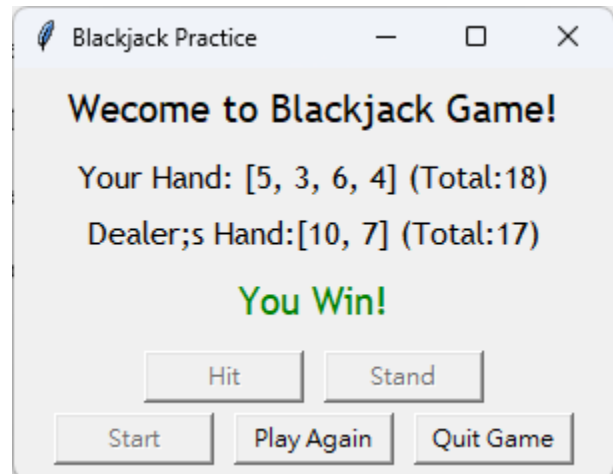 Blackjack Practice
Wecome to Blackjack Game!
Your Hand: [5, 3, 6, 4] (Total:18)
Dealer;s Hand:[10, 7] (Total:17)
You Win!
Hit Stand
Start Play Again Quit Game